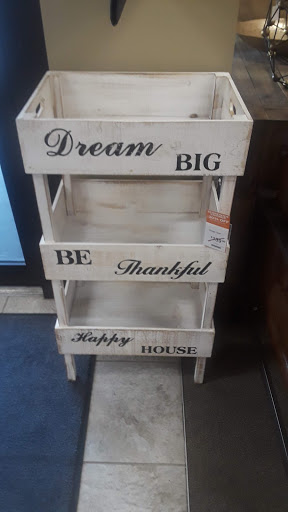 Dream BIG
BE Thankful
Happy HOUSE